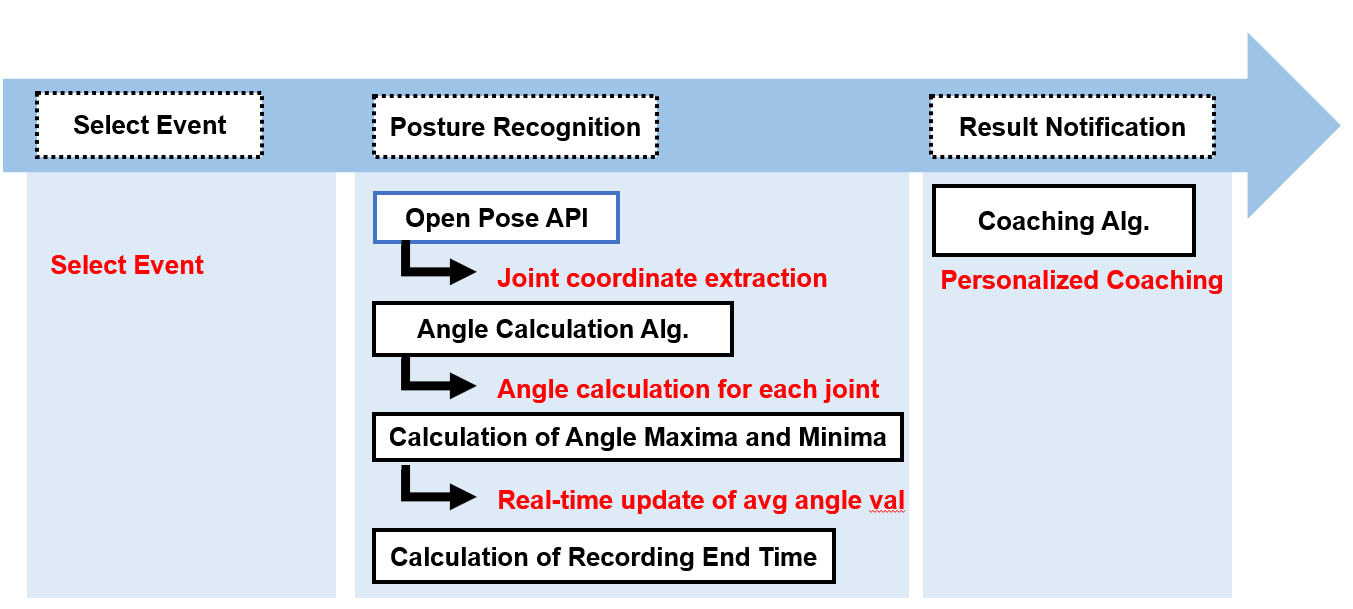 Select Event
Posture Recognition
Result Notification
Select Event
Open Pose API
Joint coordinate extraction
Angle Calculation Alg.
Angle calculation for each joint
Calculation of Angle Maxima and Minima
Real-time update of avg angle val
Calculation of Recording End Time
Coaching Alg.
Personalized Coaching